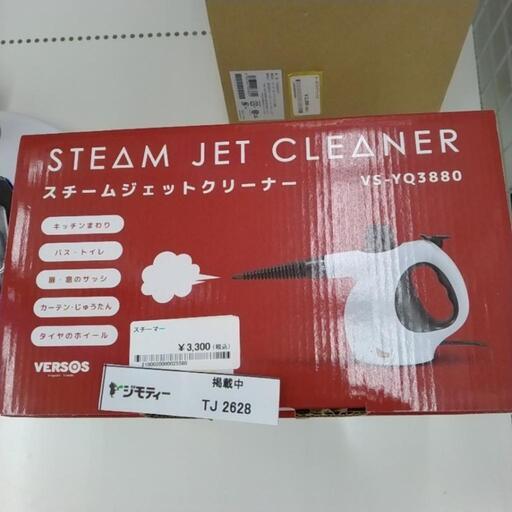 STEAM JET CLEANER
スチームジェットクリーナー
VS-YQ3880
キッチンまわり
バス・トイレ
扉・窓のサッシ
カーテン・じゅうたん
タイヤのホイール
VERSOS
スチーマー
¥3,300(税込)
ジモティー
掲載中
TJ 2628